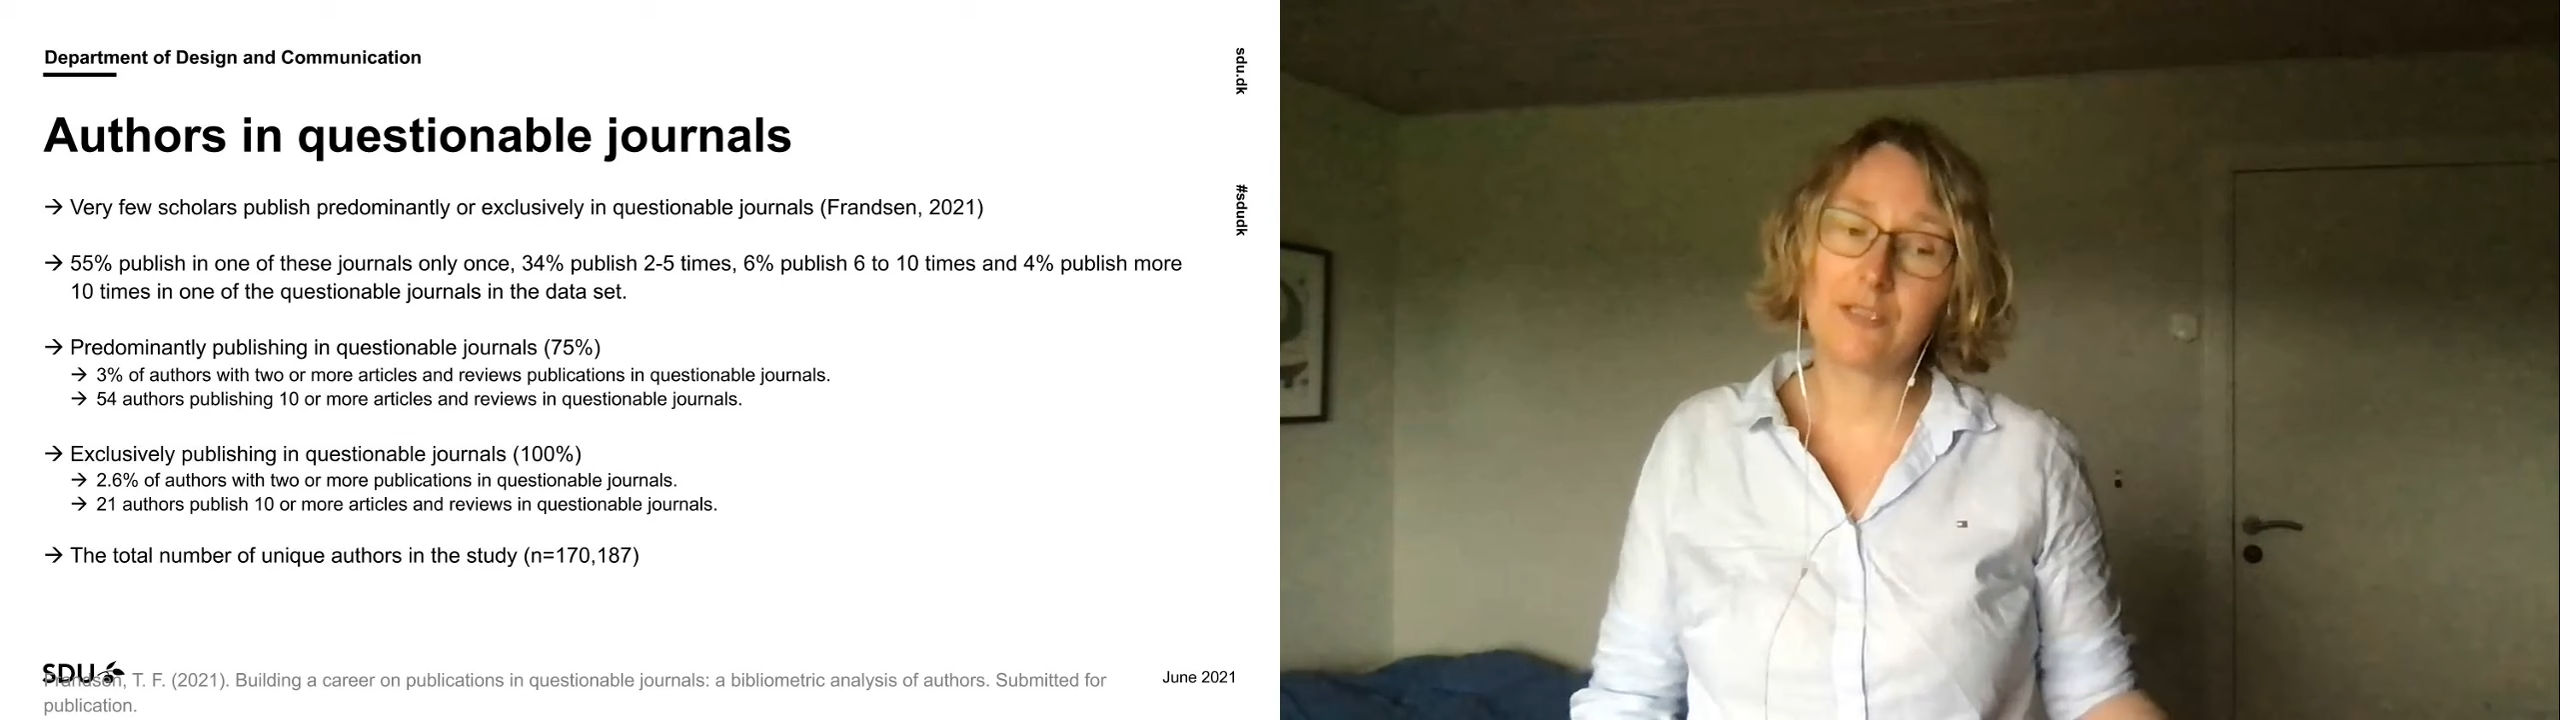 Department of Design and Communication
sdu.dk
Authors in questionable journals
#sdudk
→ Very few scholars publish predominantly or exclusively in questionable journals (Frandsen, 2021)
→ 55% publish in one of these journals only once, 34% publish 2-5 times, 6% publish 6 to 10 times and 4% publish more
10 times in one of the questionable journals in the data set.
→ Predominantly publishing in questionable journals (75%)
→ 3% of authors with two or more articles and reviews publications in questionable journals.
→ 54 authors publishing 10 or more articles and reviews in questionable journals.
→ Exclusively publishing in questionable journals (100%)
→ 2.6% of authors with two or more publications in questionable journals.
→ 21 authors publish 10 or more articles and reviews in questionable journals.
→ The total number of unique authors in the study (n=170,187)
SDU
Frandsen, T. F. (2021). Building a career on publications in questionable journals: a bibliometric analysis of authors. Submitted for
publication.
June 2021